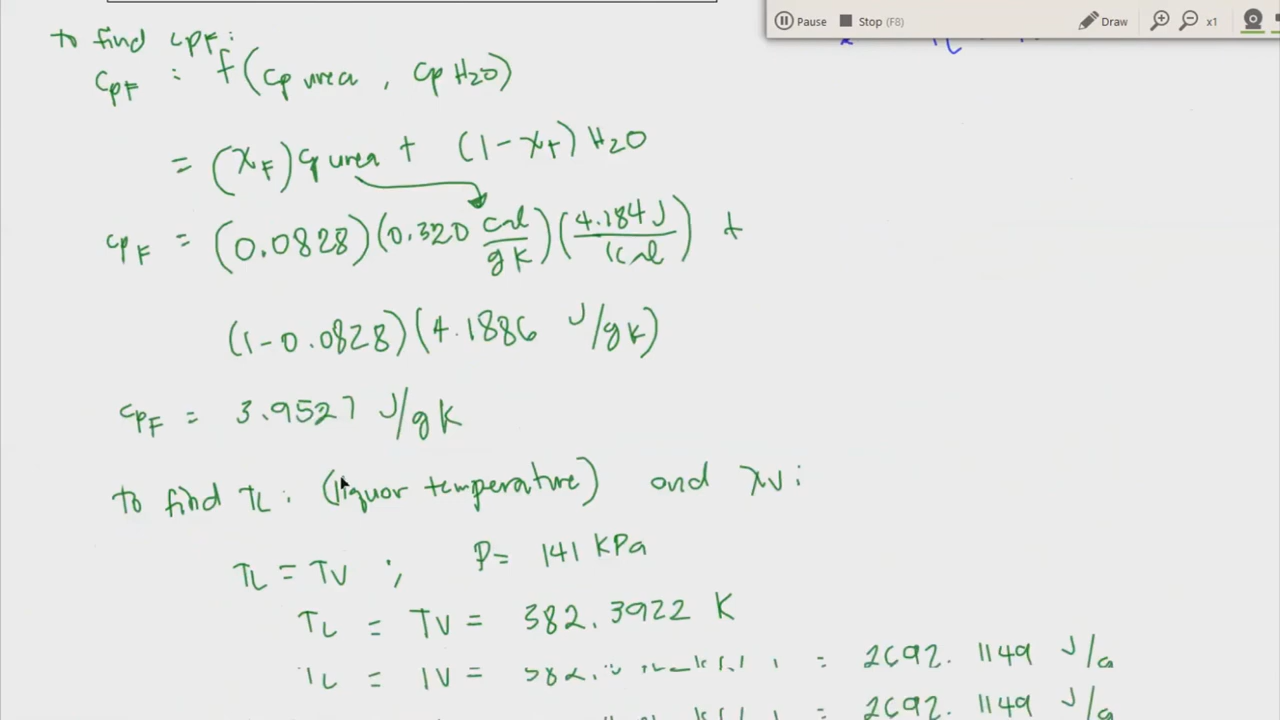 Pause Stop (F8) Draw x1
to find CPF:
CPF : f(Cp urea, Cp H2O)
= (XF) Cp urea + (1-XF) H2O
CPF = (0.0828)(0.320 cal/gK)(4.184J/1cal) +
(1-0.0828)(4.1886 J/gK)
CPF = 3.9527 J/gK
to find TL: (liquor temperature) and λV:
TL = TV ; P= 141 kPa
TL = TV = 382.3922 K
TL = TV = = 2692.1149 J/g
= 2692.1149 J/g